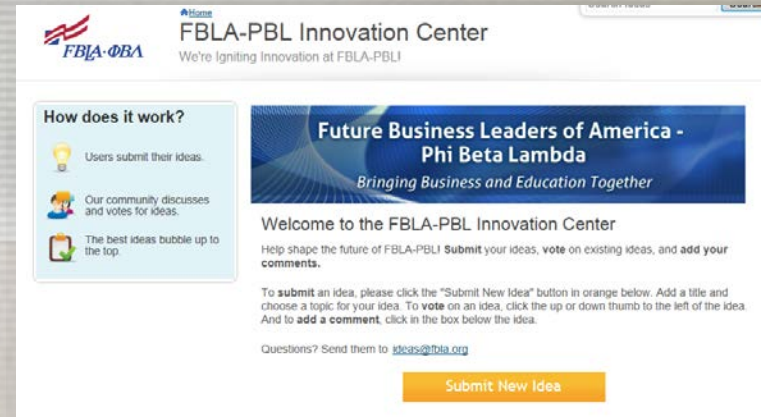 Home
FBLA-PBL Innovation Center
We're Igniting Innovation at FBLA-PBL!
FBLA·ΦΒΛ
How does it work?
Users submit their ideas.
Our community discusses
and votes for ideas.
The best ideas bubble up to
the top.
Future Business Leaders of America -
Phi Beta Lambda
Bringing Business and Education Together
Welcome to the FBLA-PBL Innovation Center
Help shape the future of FBLA-PBL! Submit your ideas, vote on existing ideas, and add your
comments.
To submit an idea, please click the "Submit New Idea" button in orange below. Add a title and
choose a topic for your idea. To vote on an idea, click the up or down thumb to the left of the idea.
And to add a comment, click in the box below the idea.
Questions? Send them to ideas@fbla.org
Submit New Idea